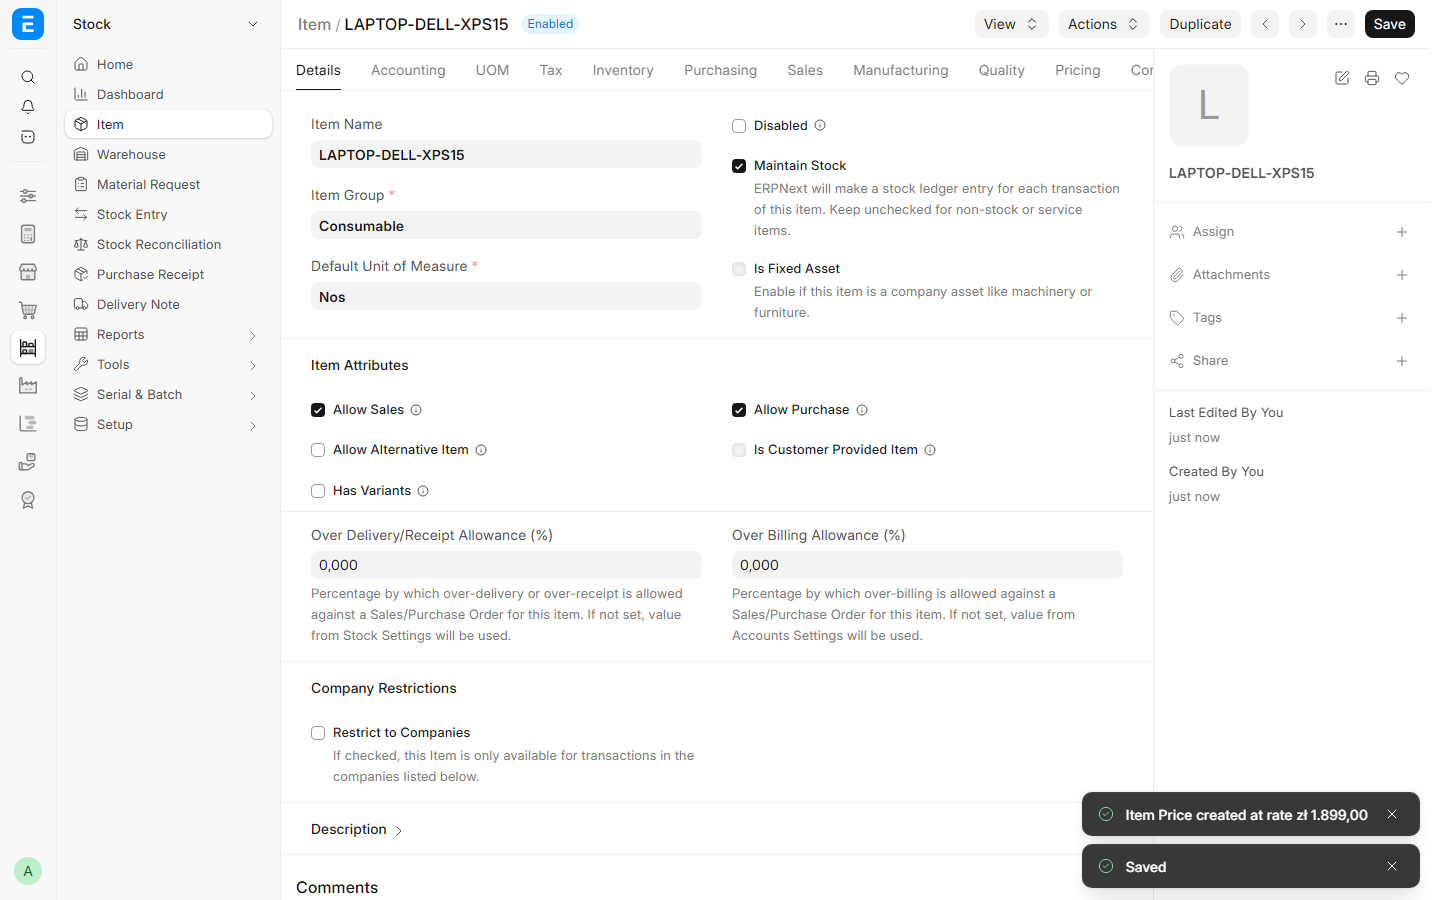 Stock
Home
Dashboard
Item
Warehouse
Material Request
Stock Entry
Stock Reconciliation
Purchase Receipt
Delivery Note
Reports
Tools
Serial & Batch
Setup
A
Item / LAPTOP-DELL-XPS15 Enabled
View Actions Duplicate ... Save
Details Accounting UOM Tax Inventory Purchasing Sales Manufacturing Quality Pricing Cor
Item Name
LAPTOP-DELL-XPS15
Item Group *
Consumable
Default Unit of Measure *
Nos
Disabled
Maintain Stock
ERPNext will make a stock ledger entry for each transaction
of this item. Keep unchecked for non-stock or service
items.
Is Fixed Asset
Enable if this item is a company asset like machinery or
furniture.
Item Attributes
Allow Sales
Allow Purchase
Allow Alternative Item
Is Customer Provided Item
Has Variants
Over Delivery/Receipt Allowance (%)
0,000
Percentage by which over-delivery or over-receipt is allowed
against a Sales/Purchase Order for this item. If not set, value
from Stock Settings will be used.
Over Billing Allowance (%)
0,000
Percentage by which over-billing is allowed against a
Sales/Purchase Order for this item. If not set, value from
Accounts Settings will be used.
Company Restrictions
Restrict to Companies
If checked, this Item is only available for transactions in the
companies listed below.
Description
Comments
L
LAPTOP-DELL-XPS15
Assign
Attachments
Tags
Share
Last Edited By You
just now
Created By You
just now
Item Price created at rate zł 1.899,00
Saved